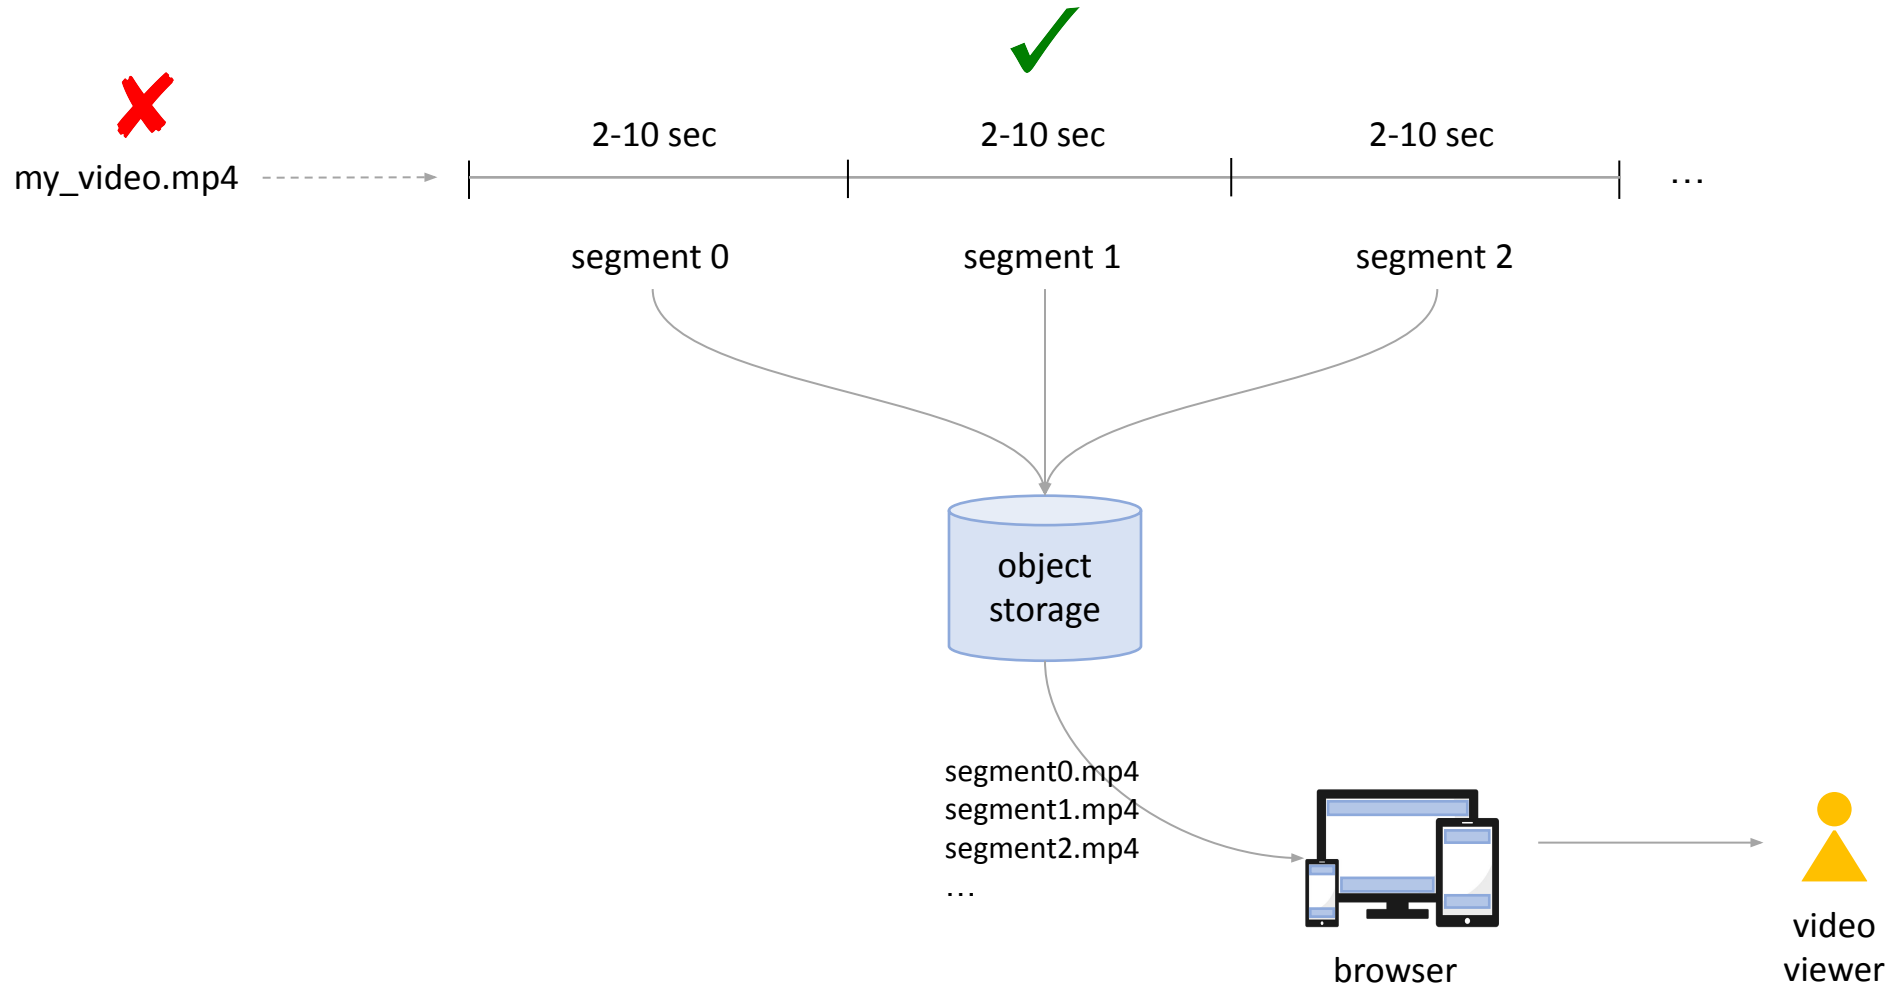 2-10 sec
2-10 sec
2-10 sec
my_video.mp4
...
segment 0
segment 1
segment 2
object
storage
segment0.mp4
segment1.mp4
segment2.mp4
...
browser
video
viewer